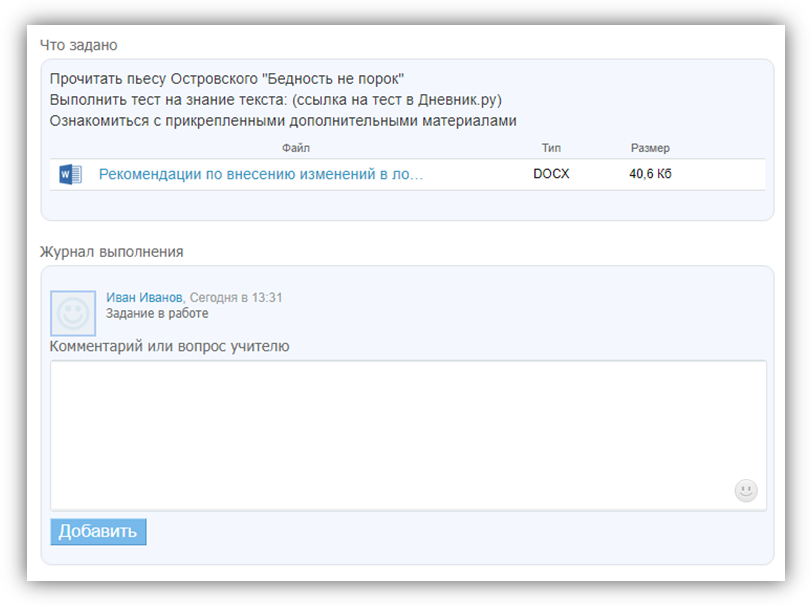 Что задано
Прочитать пьесу Островского "Бедность не порок"
Выполнить тест на знание текста: (ссылка на тест в Дневник.ру)
Ознакомиться с прикрепленными дополнительными материалами
Файл Тип Размер
W Рекомендации по внесению изменений в ло... DOCX 40,6 Кб
Журнал выполнения
Иван Иванов, Сегодня в 13:31
Задание в работе
Комментарий или вопрос учителю
Добавить